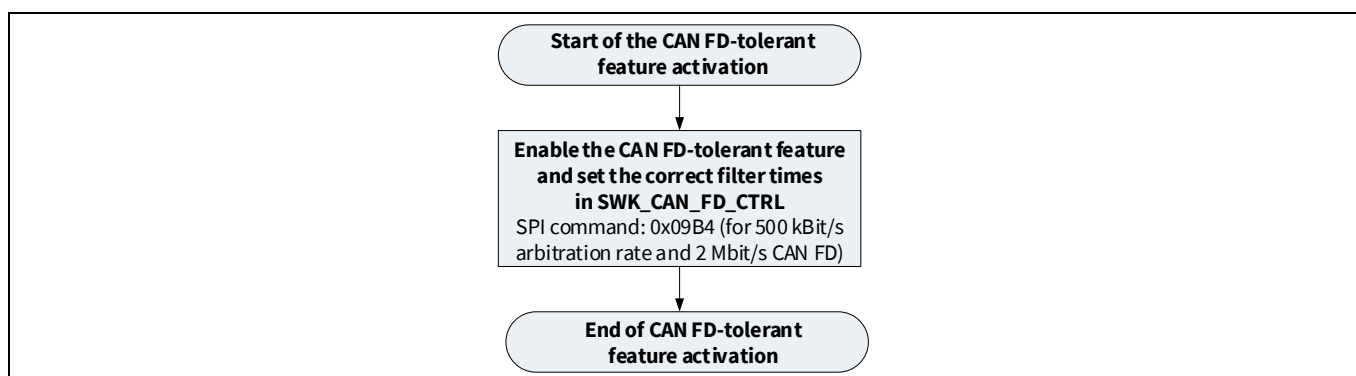 Start of the CAN FD-tolerant
feature activation
Enable the CAN FD-tolerant feature
and set the correct filter times
in SWK_CAN_FD_CTRL
SPI command: 0x09B4 (for 500 kBit/s
arbitration rate and 2 Mbit/s CAN FD)
End of CAN FD-tolerant
feature activation